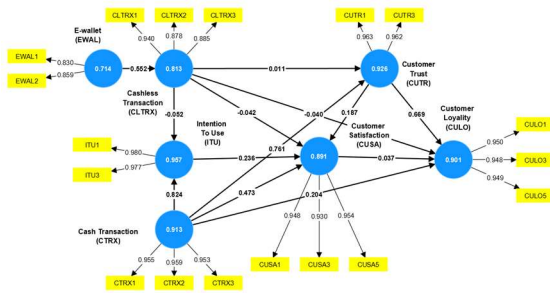 CLTRX1
CLTRX2
CLTRX3
CUTR1
CUTR3
E-wallet
(EWAL)
0.940
0.878
0.885
0.963
0.962
EWAL1
0.830
EWAL2
0.859
0.714
0.552
0.813
0.011
0.926
Customer
Trust
(CUTR)
Cashless
Transaction
(CLTRX)
-0.052
Intention
To Use
(ITU)
-0.042
-0.040
0.187
Customer
Satisfaction
(CUSA)
0.669
Customer
Loyality
(CULO)
CULO1
ITU1
0.980
ITU3
0.977
0.957
0.236
0.761
0.891
0.037
0.901
0.950
0.948
CULO3
0.949
CULO5
0.824
0.473
0.204
Cash Transaction
(CTRX)
0.913
0.948
0.930
0.954
0.955
0.959
0.953
CTRX1
CTRX2
CTRX3
CUSA1
CUSA3
CUSA5